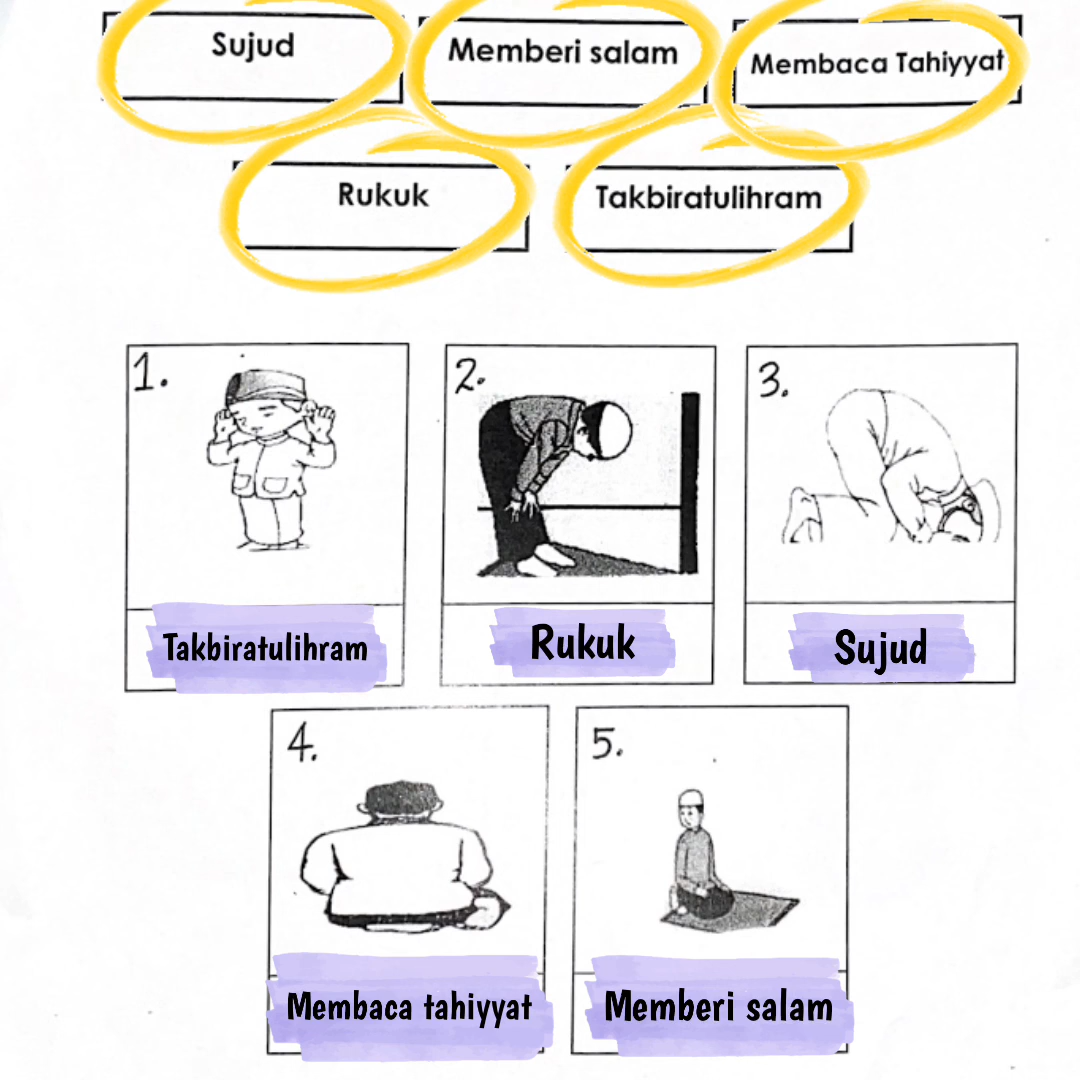 Sujud
Memberi salam
Membaca Tahiyyat
Rukuk
Takbiratulihram
1.
2.
3.
Takbiratulihram
Rukuk
Sujud
4.
5.
Membaca tahiyyat
Memberi salam